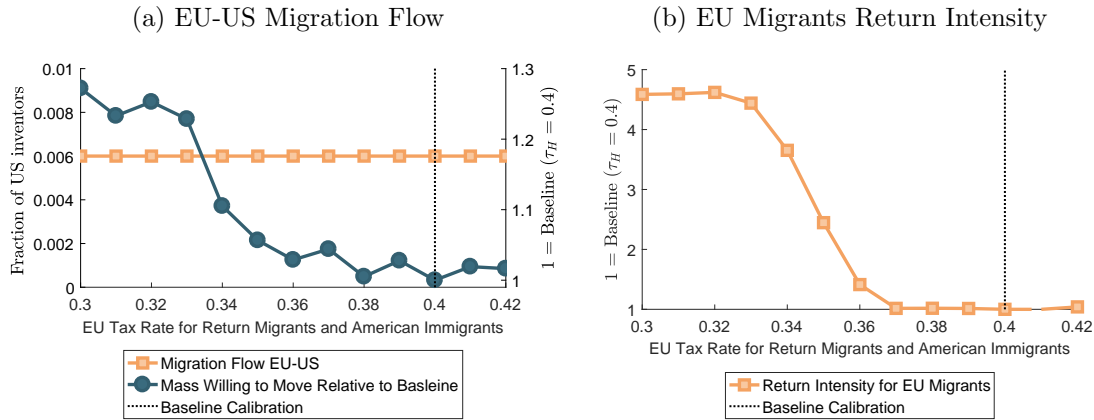 (a) EU-US Migration Flow
Fraction of US inventors
0.01
0.008
0.006
0.004
0.002
0
1.3
1.2
1.1
1
1 = Baseline (τH = 0.4)
0.3 0.32 0.34 0.36 0.38 0.4 0.42
EU Tax Rate for Return Migrants and American Immigrants
Migration Flow EU-US
Mass Willing to Move Relative to Basleine
Baseline Calibration
(b) EU Migrants Return Intensity
1 = Baseline (τH = 0.4)
5
4
3
2
1
0.3 0.32 0.34 0.36 0.38 0.4 0.42
EU Tax Rate for Return Migrants and American Immigrants
Return Intensity for EU Migrants
Baseline Calibration